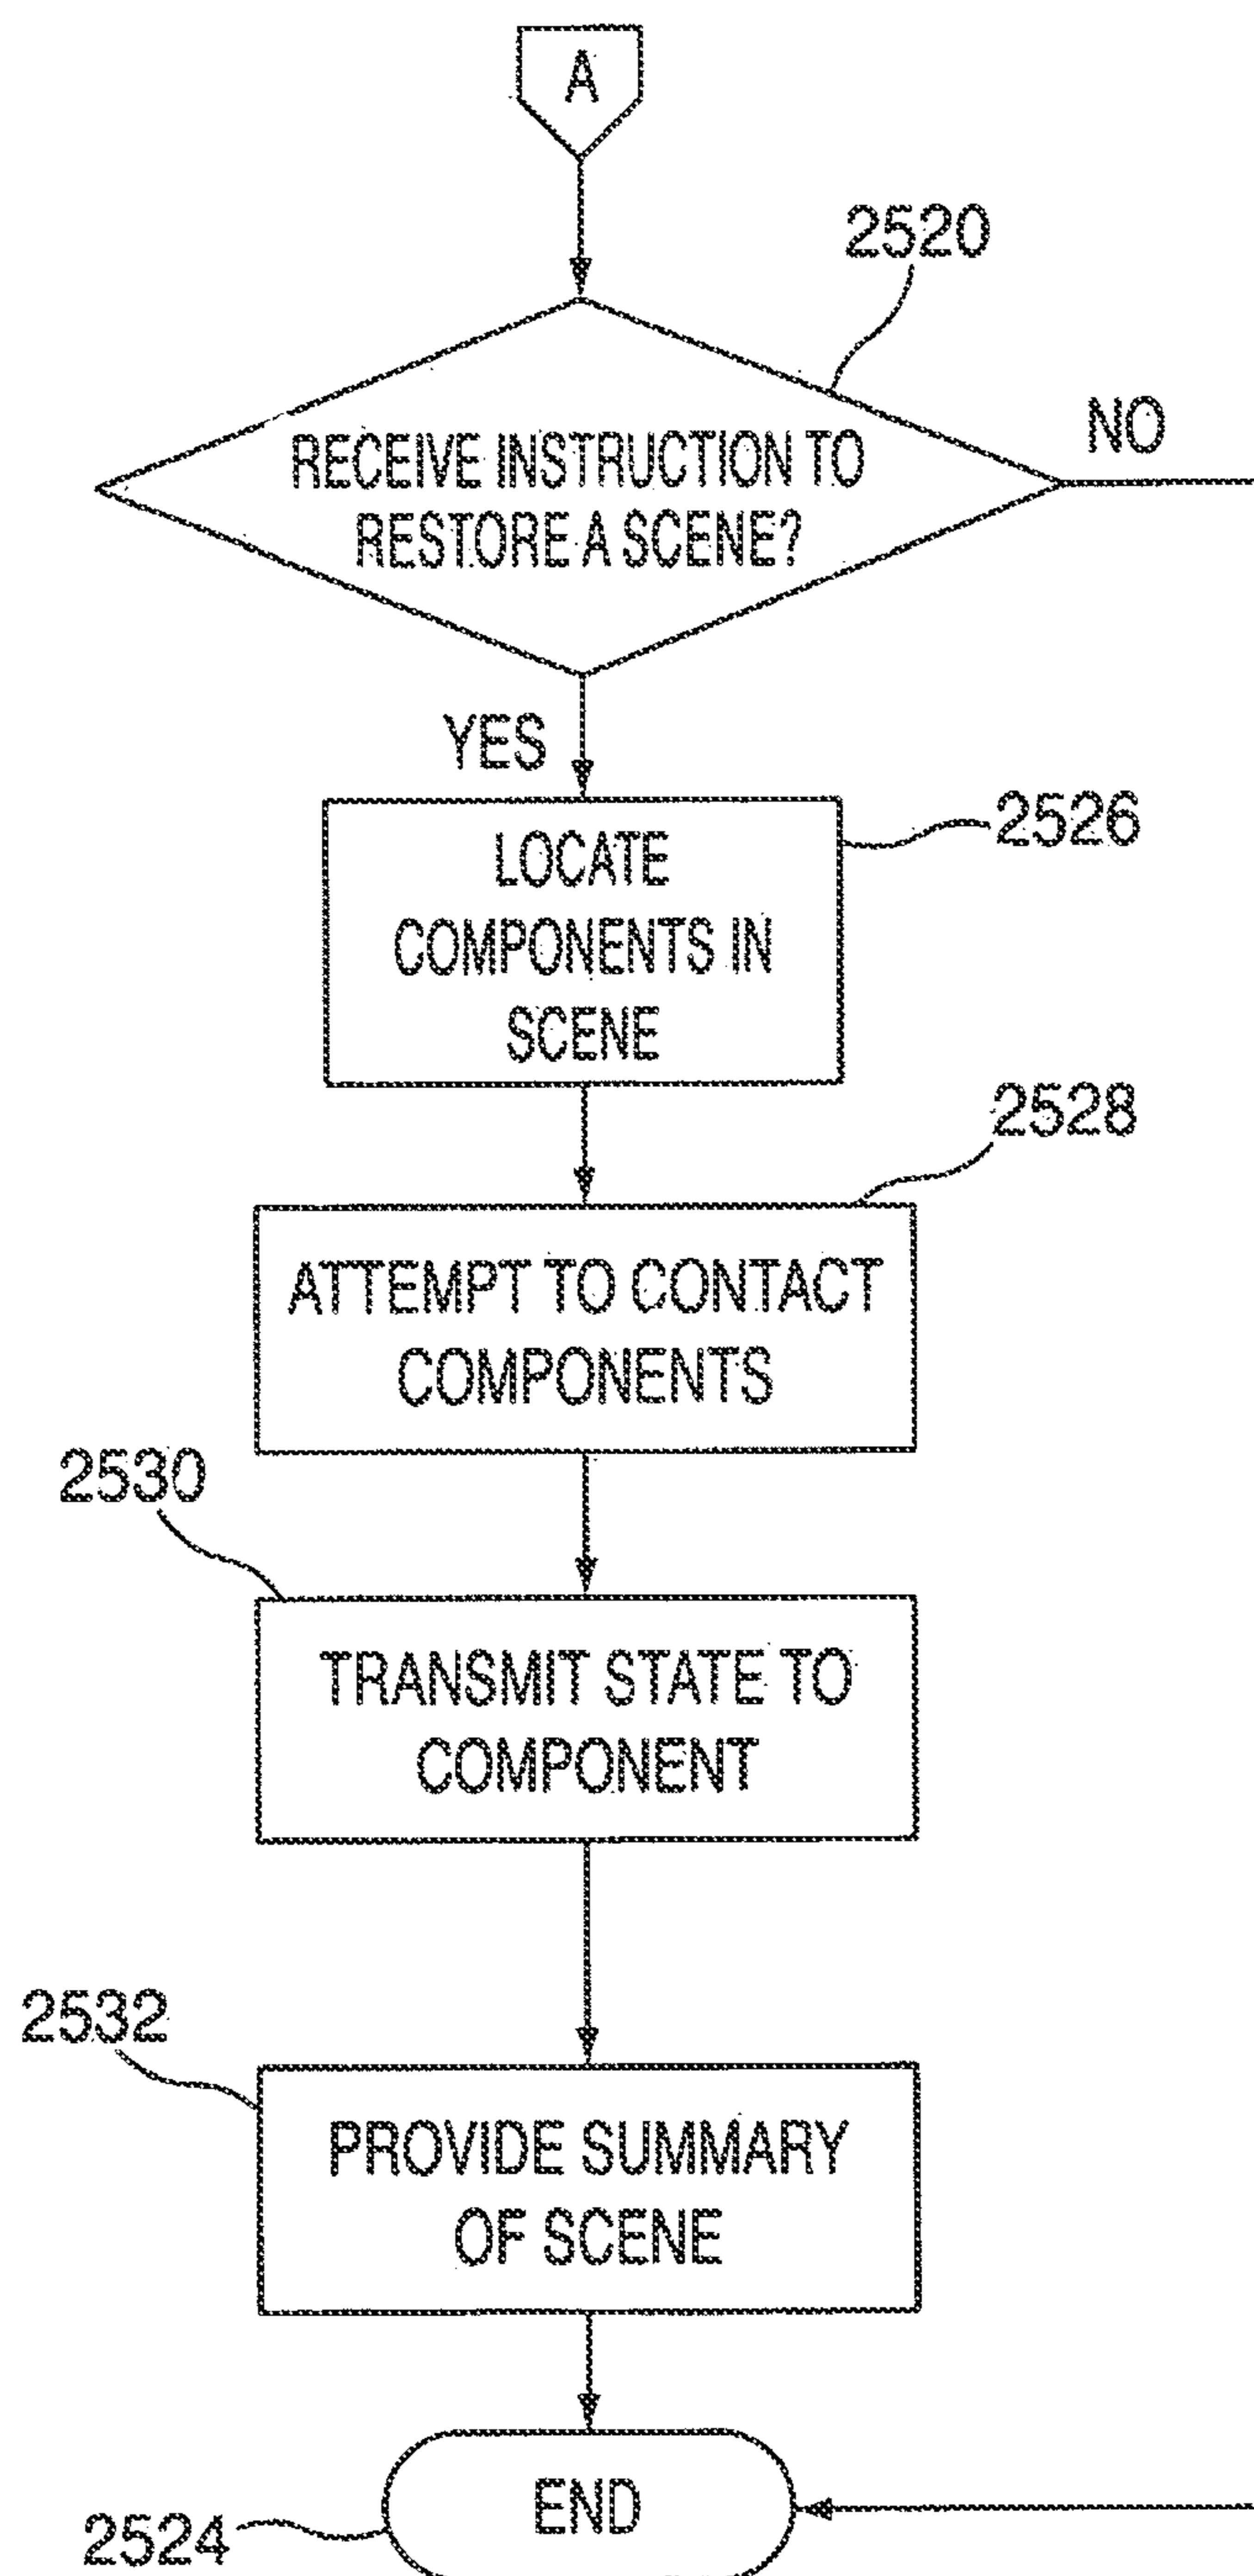 A
2520
NO
RECEIVE INSTRUCTION TO
RESTORE A SCENE?
YES
2526
LOCATE
COMPONENTS IN
SCENE
2528
ATTEMPT TO CONTACT
COMPONENTS
2530
TRANSMIT STATE TO
COMPONENT
2532
PROVIDE SUMMARY
OF SCENE
END
2524